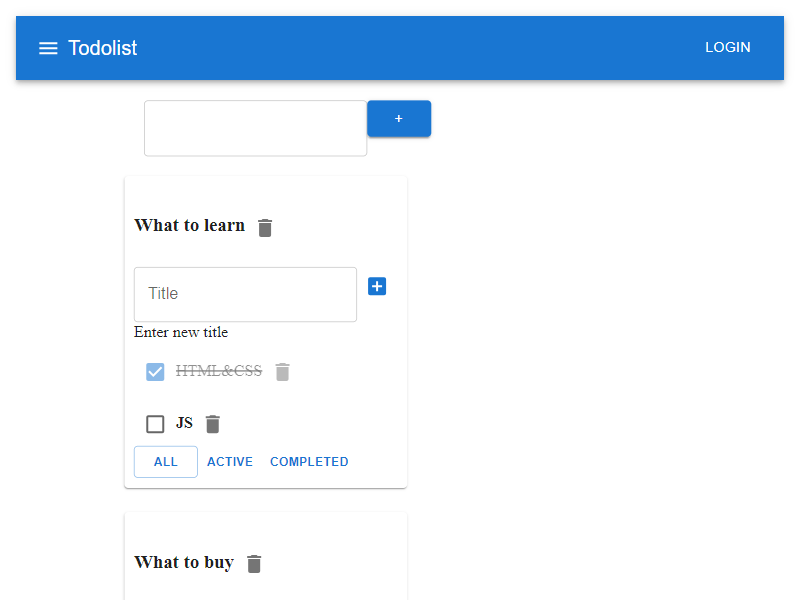 Todolist
LOGIN
+
What to learn
Title
Enter new title
HTML&CSS
JS
ALL ACTIVE COMPLETED
What to buy